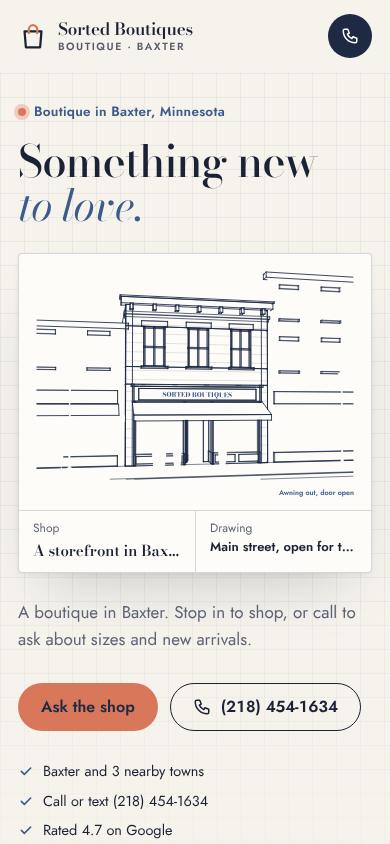 Sorted Boutiques
BOUTIQUE · BAXTER
Boutique in Baxter, Minnesota
Something new
to love.
SORTED BOUTIQUES
Awning out, door open
Shop
A storefront in Bax...
Drawing
Main street, open for t...
A boutique in Baxter. Stop in to shop, or call to
ask about sizes and new arrivals.
Ask the shop
(218) 454-1634
Baxter and 3 nearby towns
Call or text (218) 454-1634
Rated 4.7 on Google